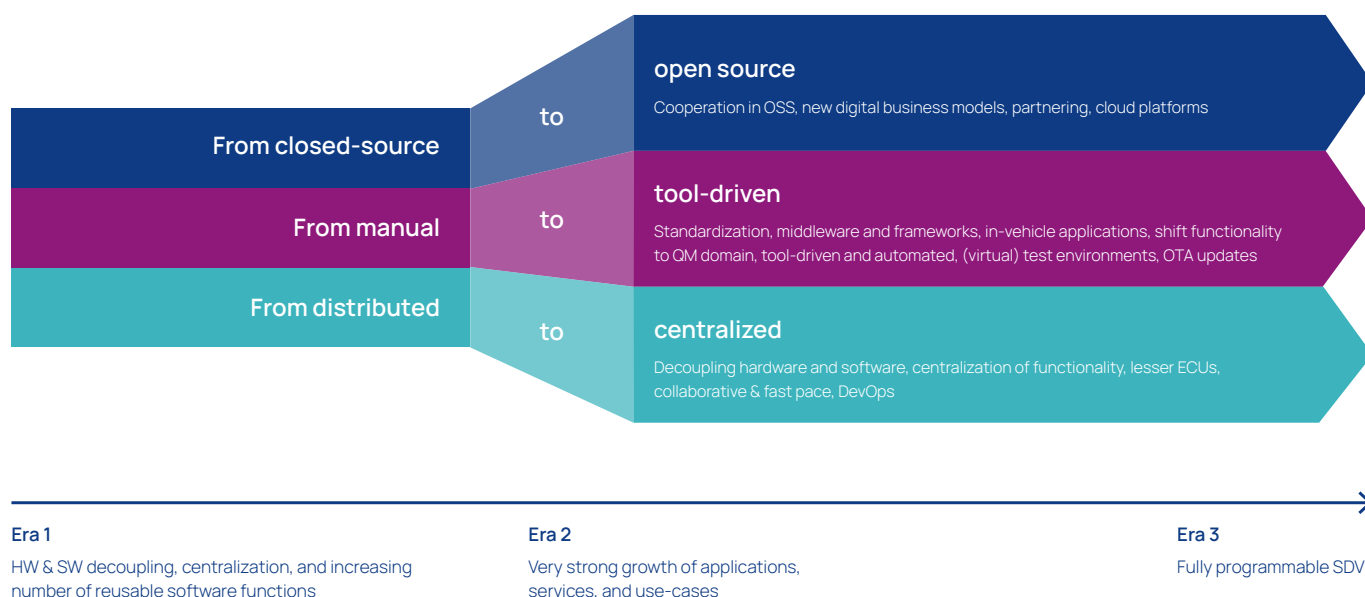 From closed-source
to
open source
Cooperation in OSS, new digital business models, partnering, cloud platforms
From manual
to
tool-driven
Standardization, middleware and frameworks, in-vehicle applications, shift functionality
to QM domain, tool-driven and automated, (virtual) test environments, OTA updates
From distributed
to
centralized
Decoupling hardware and software, centralization of functionality, lesser ECUs,
collaborative & fast pace, DevOps
Era 1
HW & SW decoupling, centralization, and increasing
number of reusable software functions
Era 2
Very strong growth of applications,
services, and use-cases
Era 3
Fully programmable SDV